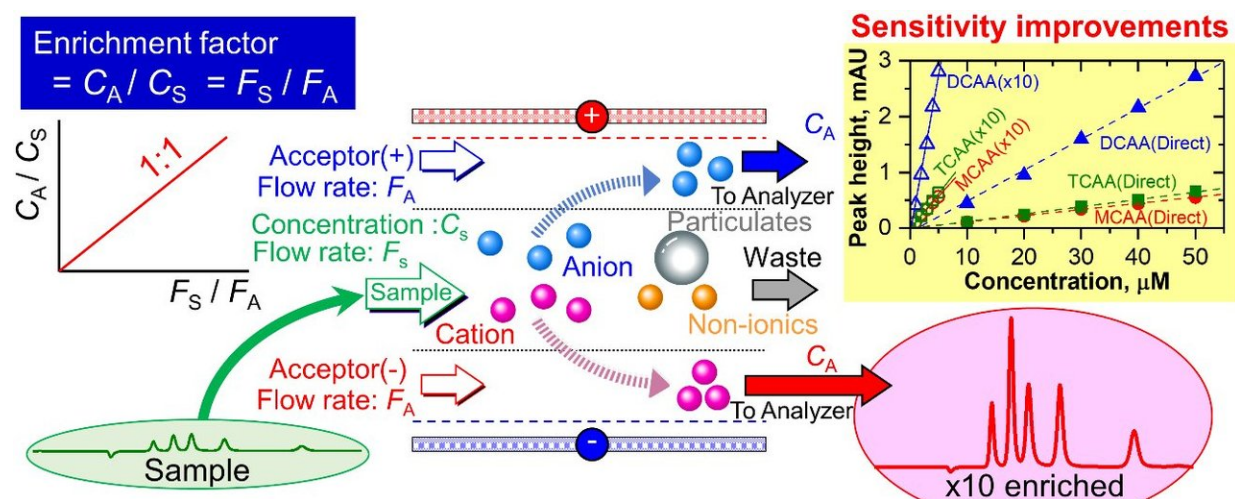 Enrichment factor
= CA / CS = FS / FA
CA / CS
1:1
FS / FA
Acceptor(+)
Flow rate: FA
Concentration :Cs
Flow rate: Fs
Sample
Cation
Anion
Acceptor(-)
Flow rate: FA
Sample
+
-
CA
To Analyzer
Particulates
Waste
Non-ionics
CA
To Analyzer
Sensitivity improvements
Peak height, mAU
3
2
1
0
0 10 20 30 40 50
Concentration, μM
DCAA(x10)
TCAA(x10)
MCAA(x10)
DCAA(Direct)
TCAA(Direct)
MCAA(Direct)
x10 enriched